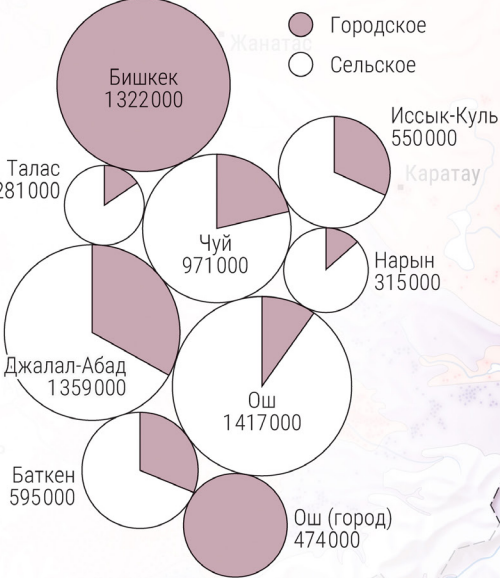 Городское
Жанатас
Сельское
Бишкек
1322000
Иссык-Куль
550000
Каратау
Талас
281000
Чуй
971000
Нарын
315000
Джалал-Абад
1359000
Ош
1417000
Баткен
595000
Ош (город)
474000